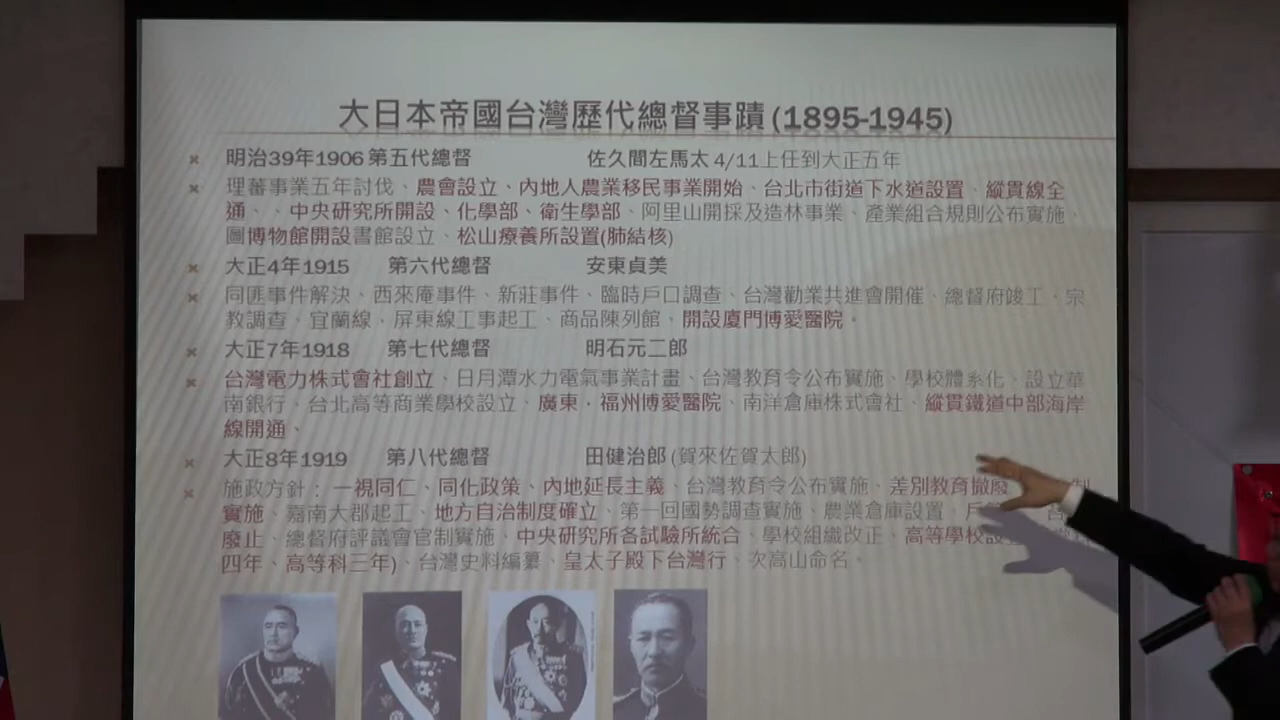 大日本帝國台灣歷代總督事蹟(1895-1945)
明治39年1906 第五代總督 佐久間左馬太 4/11上任到大正五年
理蕃事業五年討伐、農會設立、內地人農業移民事業開始、台北市街道下水道設置、縱貫線全
通、、中央研究所開設、化學部、衛生學部、阿里山開採及造林事業、產業組合規則公布實施、
圖博物館開設書館設立、松山療養所設置(肺結核)
大正4年1915 第六代總督 安東貞美
同匪事件解決、西來庵事件、新莊事件、臨時戶口調查、台灣勸業共進會開催、總督府竣工、宗
教調查、宜蘭線、屏東線工事起工、商品陳列館、開設廈門博愛醫院。
大正7年1918 第七代總督 明石元二郎
台灣電力株式會社創立、日月潭水力電氣事業計畫、台灣教育令公布實施、學校體系化、設立華
南銀行、台北高等商業學校設立、廣東．福州博愛醫院、南洋倉庫株式會社、縱貫鐵道中部海岸
線開通、
大正8年1919 第八代總督 田健治郎 (賀來佐賀太郎)
施政方針： 一視同仁、同化政策、內地延長主義、台灣教育令公布實施、差別教育撤廢 制
實施、嘉南大郡起工、地方自治制度確立、第一回國勢調查實施、農業倉庫設置、戶
廢止、總督府評議會官制實施、中央研究所各試驗所統合、學校組織改正、高等學校設
四年、高等科三年)、台灣史料編纂、皇太子殿下台灣行、次高山命名。